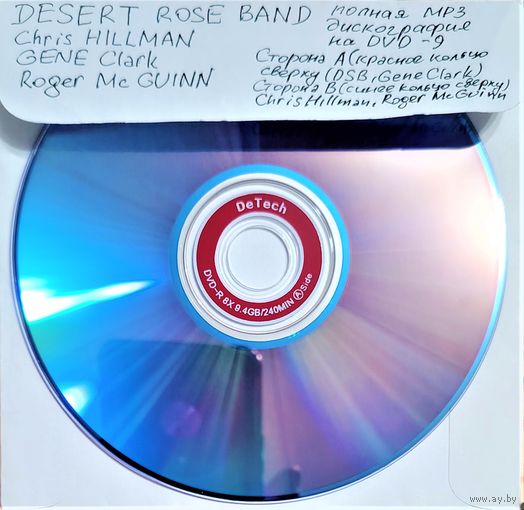 DESERT ROSE BAND
Chris HILLMAN
GENE Clark
Roger Mc GUINN
полная MP3
дискография
на DVD-9
Сторона А (красное кольцо
сверху (DSB, Gene Clark)
Сторона В (синее кольцо сверху)
Chris Hillman, Roger McGuinn
DeTech
DVD-R 8X 9.4GB/240MIN A Side
www.ay.by